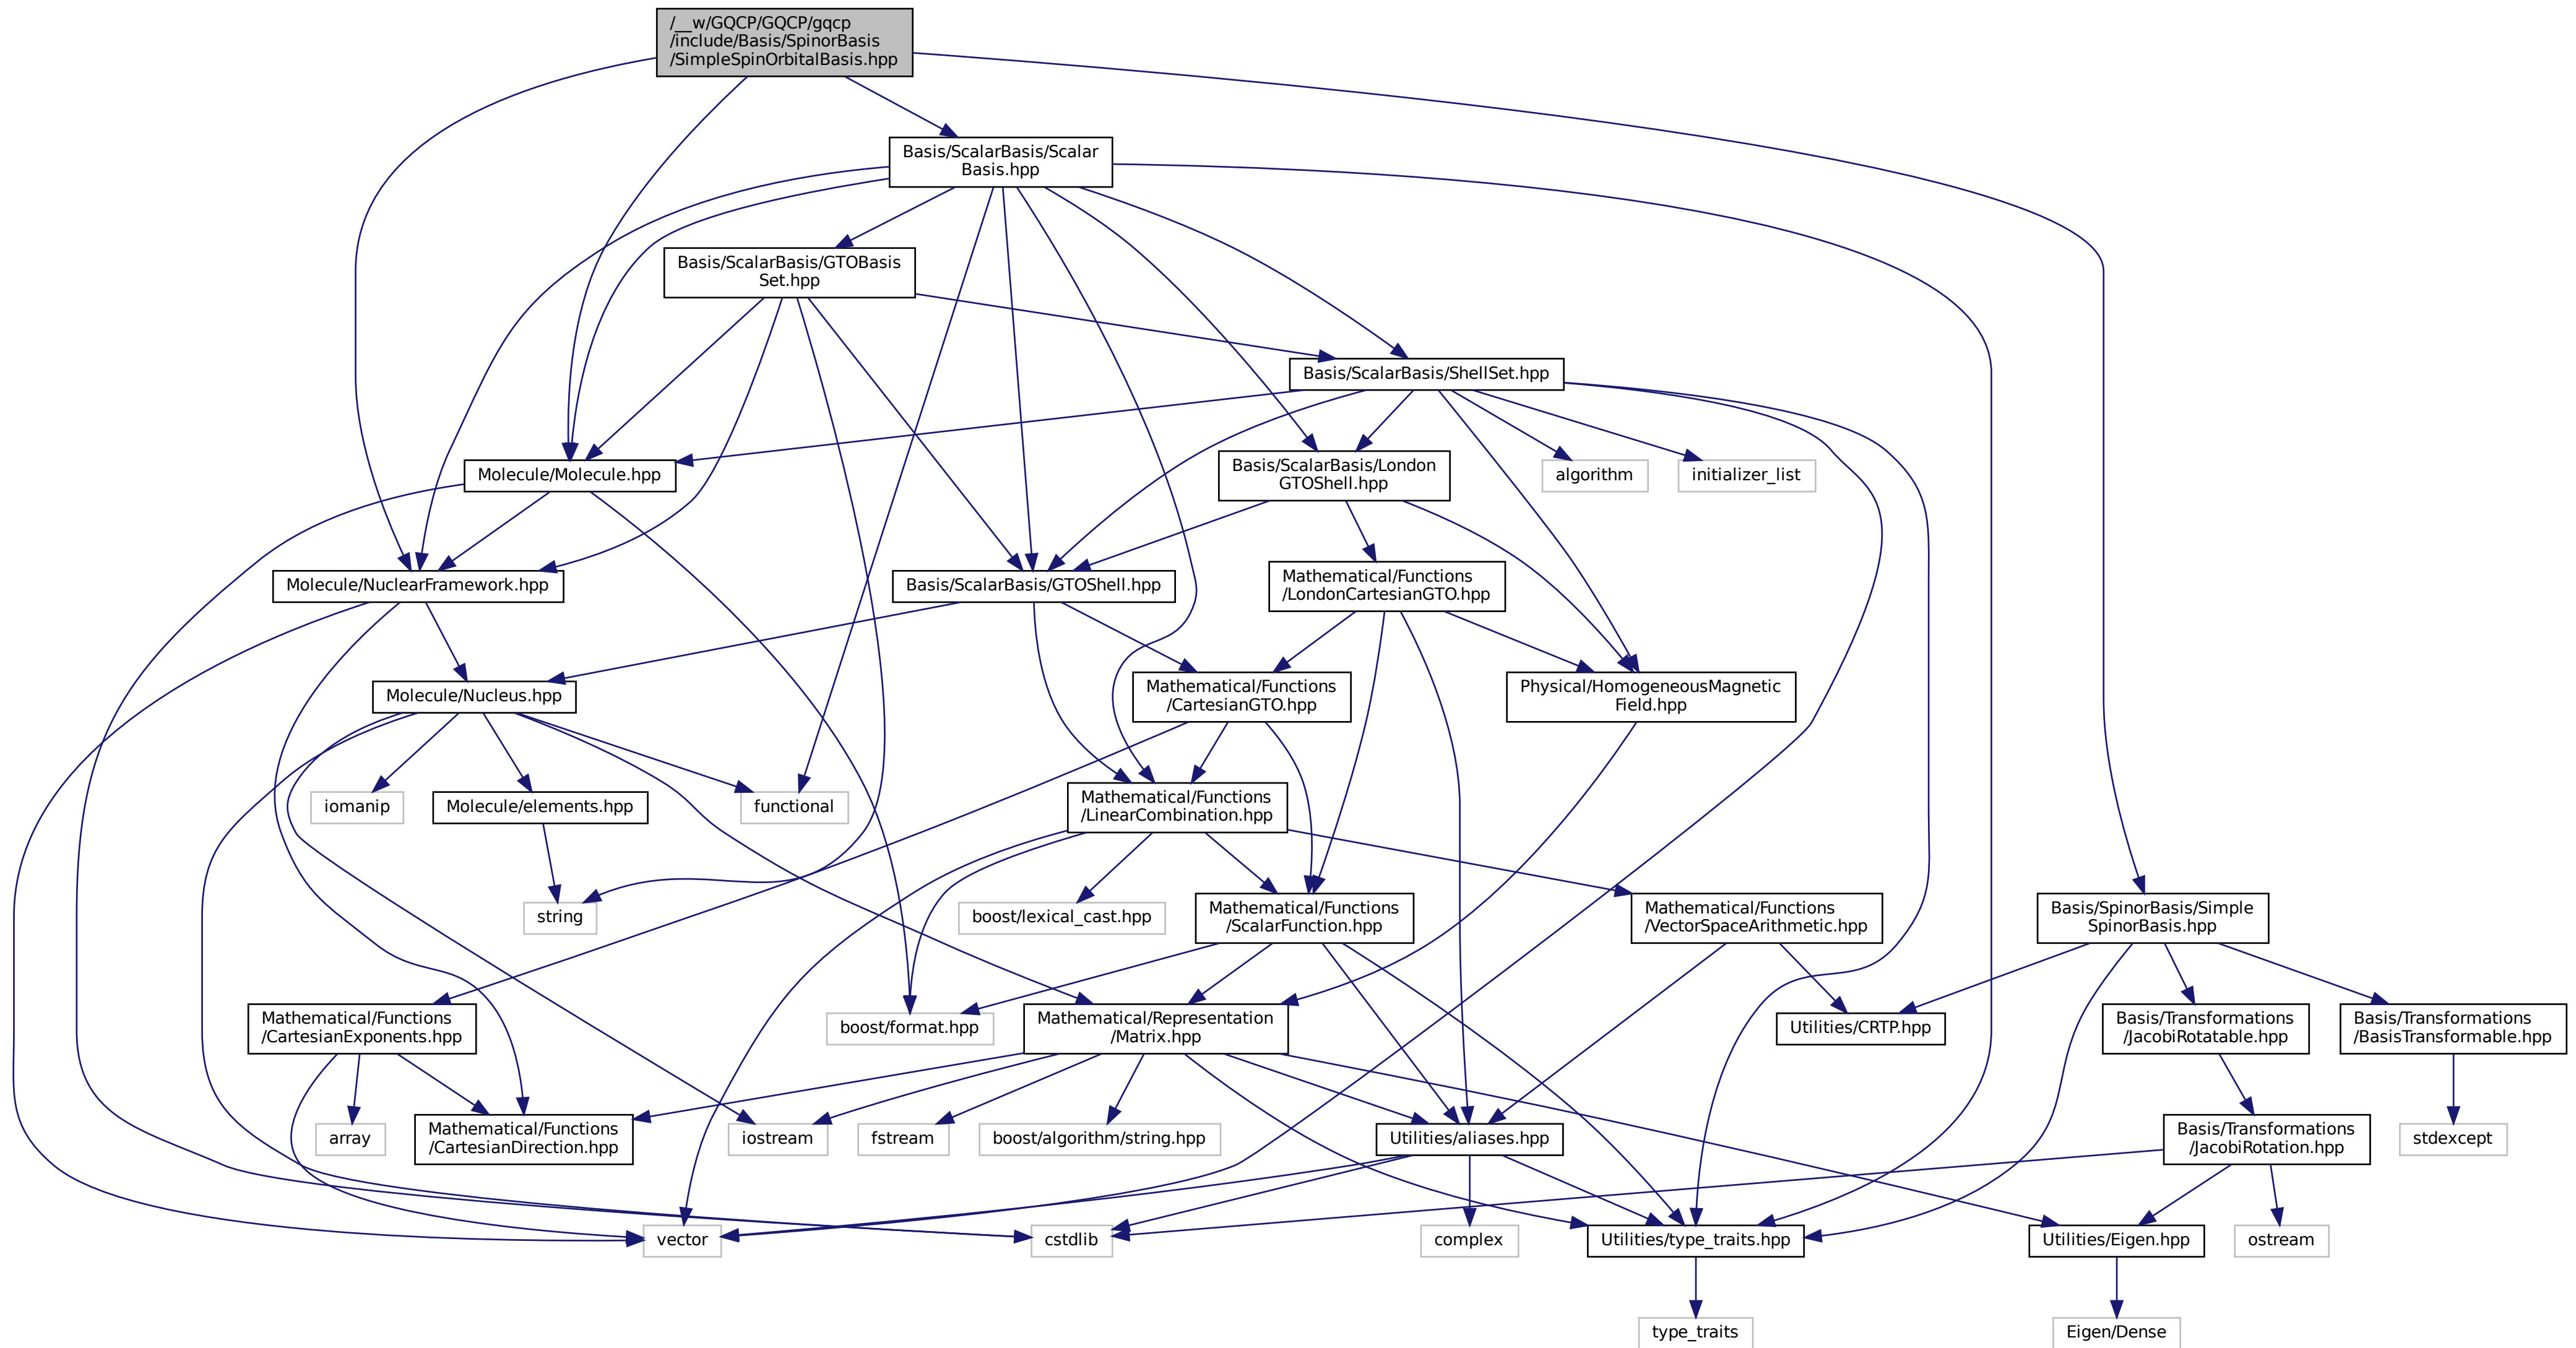 /__w/GQCP/GQCP/gqcp
/include/Basis/SpinorBasis
/SimpleSpinOrbitalBasis.hpp
Basis/ScalarBasis/Scalar
Basis.hpp
Basis/ScalarBasis/GTOBasis
Set.hpp
Basis/ScalarBasis/ShellSet.hpp
Molecule/Molecule.hpp
Basis/ScalarBasis/London
GTOShell.hpp
algorithm
initializer_list
Molecule/NuclearFramework.hpp
Basis/ScalarBasis/GTOShell.hpp
Mathematical/Functions
/LondonCartesianGTO.hpp
Molecule/Nucleus.hpp
Mathematical/Functions
/CartesianGTO.hpp
Physical/HomogeneousMagnetic
Field.hpp
iomanip
Molecule/elements.hpp
functional
Mathematical/Functions
/LinearCombination.hpp
string
boost/lexical_cast.hpp
Mathematical/Functions
/ScalarFunction.hpp
Mathematical/Functions
/VectorSpaceArithmetic.hpp
Basis/SpinorBasis/Simple
SpinorBasis.hpp
Mathematical/Functions
/CartesianExponents.hpp
boost/format.hpp
Mathematical/Representation
/Matrix.hpp
Utilities/CRTP.hpp
Basis/Transformations
/JacobiRotatable.hpp
Basis/Transformations
/BasisTransformable.hpp
array
Mathematical/Functions
/CartesianDirection.hpp
iostream
fstream
boost/algorithm/string.hpp
Utilities/aliases.hpp
Basis/Transformations
/JacobiRotation.hpp
stdexcept
vector
cstdlib
complex
Utilities/type_traits.hpp
Utilities/Eigen.hpp
ostream
type_traits
Eigen/Dense